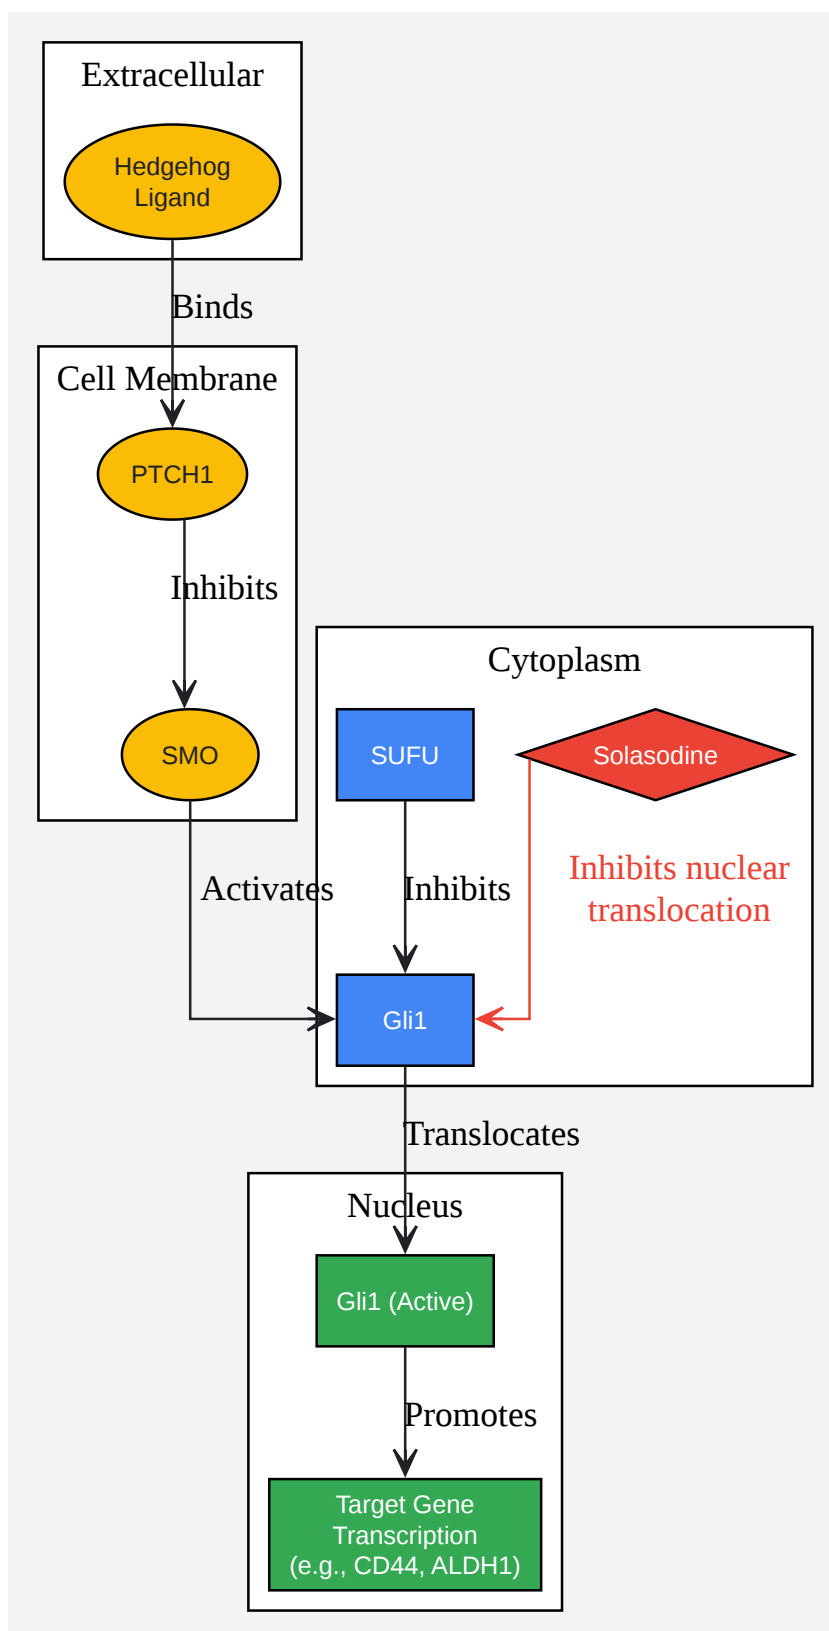 Extracellular
Hedgehog
Ligand
Binds
Cell Membrane
PTCH1
Inhibits
SMO
Cytoplasm
SUFU
Solasodine
Activates
Inhibits
Inhibits nuclear
translocation
Gli1
Translocates
Nucleus
Gli1 (Active)
Promotes
Target Gene
Transcription
(e.g., CD44, ALDH1)